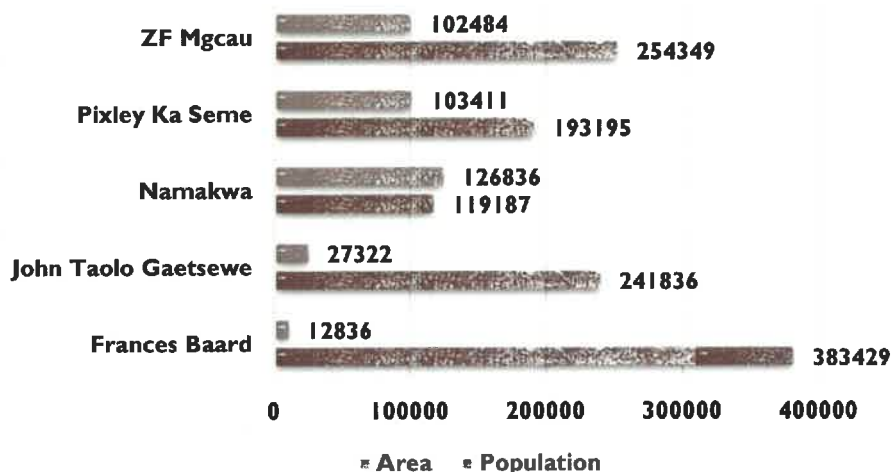 ZF Mgcau
102484
254349
Pixley Ka Seme
103411
193195
Namakwa
126836
119187
John Taolo Gaetsewe
27322
241836
Frances Baard
12836
383429
0 100000 200000 300000 400000
Area Population